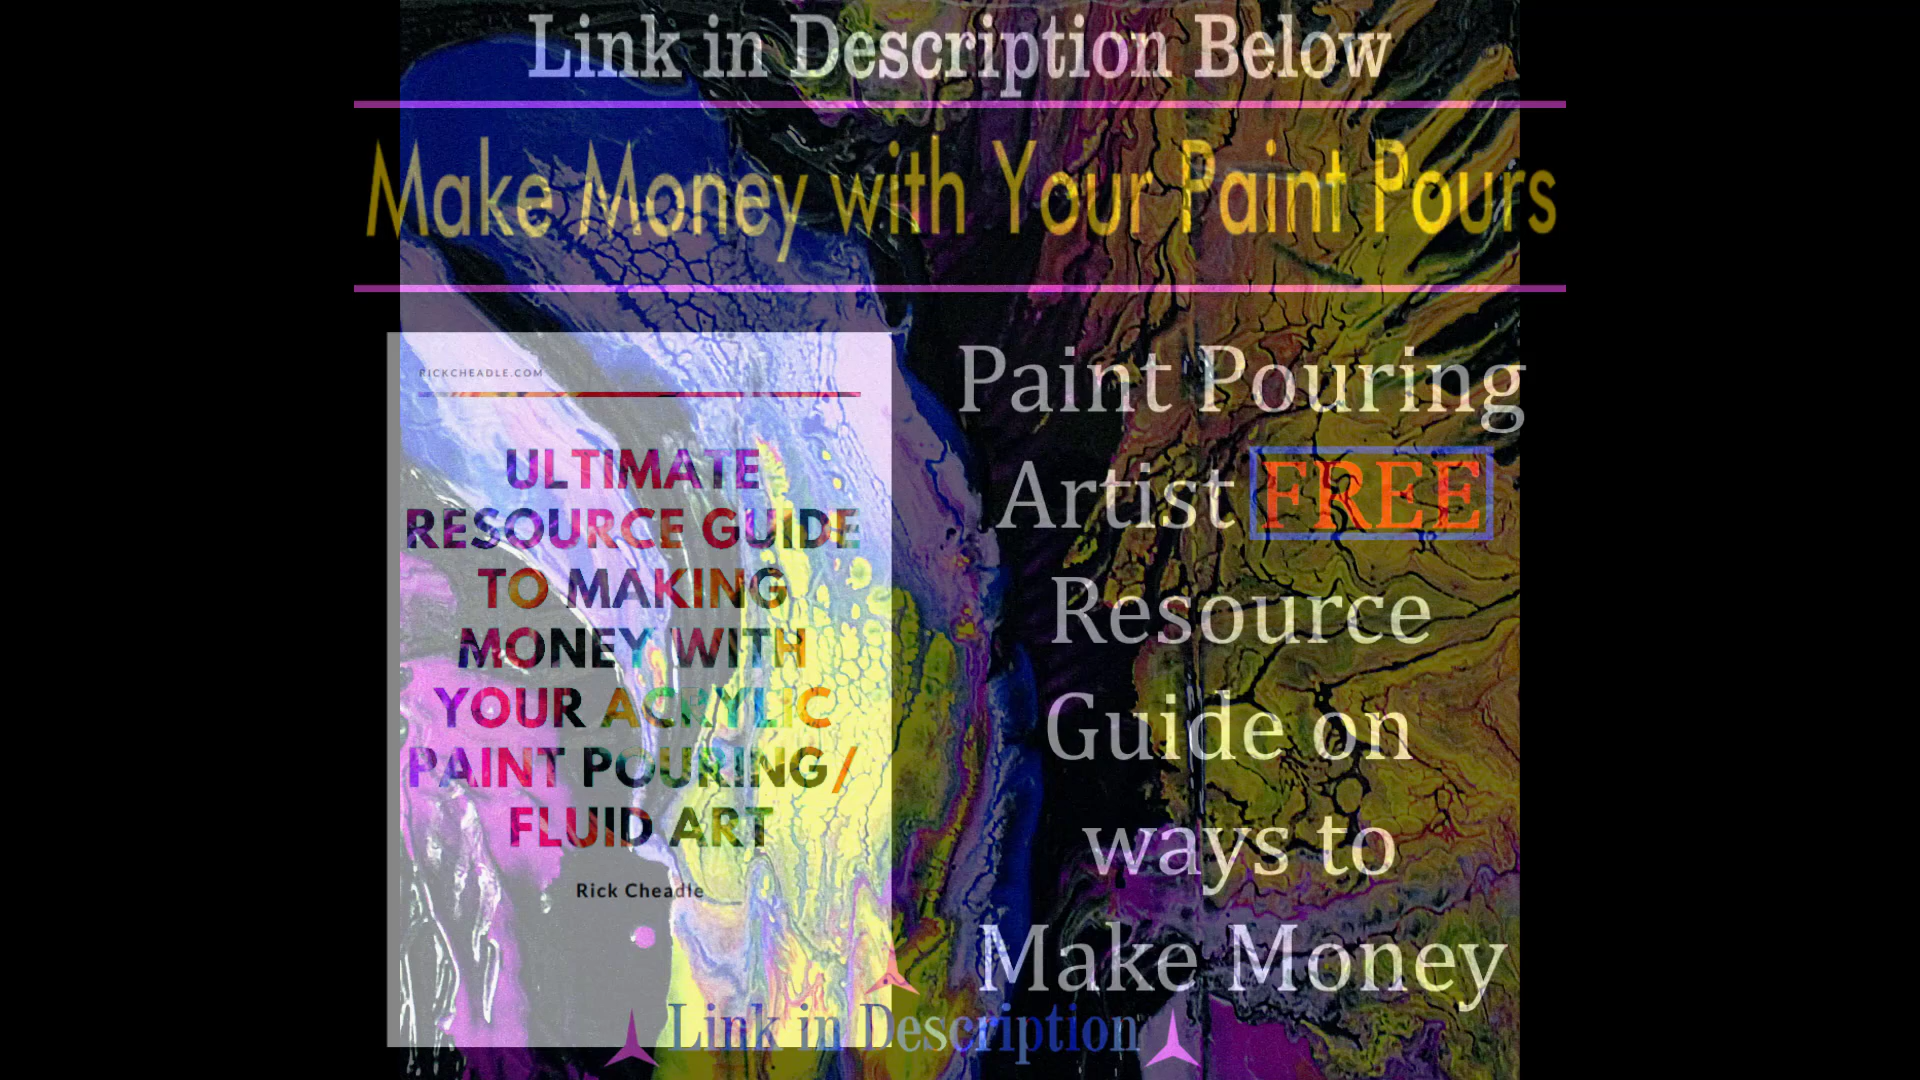 Link in Description Below
Make Money with Your Paint Pours
RICKCHEADLE.COM
ULTIMATE
RESOURCE GUIDE
TO MAKING
MONEY WITH
YOUR ACRYLIC
PAINT POURING/
FLUID ART
Rick Cheadle
Paint Pouring
Artist FREE
Resource
Guide on
ways to
Make Money
Link in Description